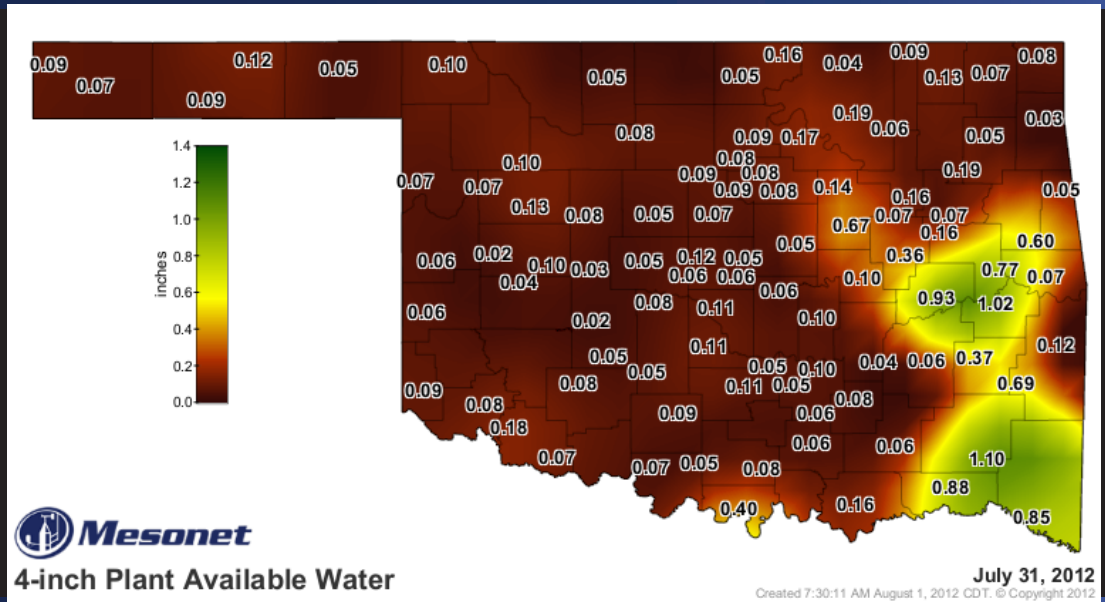 0.09 0.12 0.05 0.10 0.05 0.05 0.16 0.04 0.09 0.13 0.07 0.08
0.07 0.09
0.19 0.06 0.03
0.08 0.09 0.17 0.05
0.10 0.08 0.19
0.07 0.07 0.09 0.08 0.09 0.08 0.14 0.16 0.05
0.13 0.08 0.05 0.07 0.67 0.07 0.07 0.16
0.06 0.02 0.10 0.03 0.05 0.12 0.05 0.05 0.36 0.60
0.04 0.06 0.06 0.06 0.10 0.77 0.07
0.06 0.02 0.08 0.11 0.10 0.93 1.02
0.05 0.11 0.05 0.10 0.04 0.06 0.37 0.12
0.09 0.08 0.05 0.11 0.05 0.08 0.69
0.08 0.09 0.06
0.18 0.06 0.06
0.07 0.07 0.05 0.08 1.10
0.40 0.16 0.88
0.85
1.4
1.2
1.0
0.8
0.6
0.4
0.2
0.0
inches
Mesonet
4-inch Plant Available Water
July 31, 2012
Created 7:30:11 AM August 1, 2012 CDT. © Copyright 2012